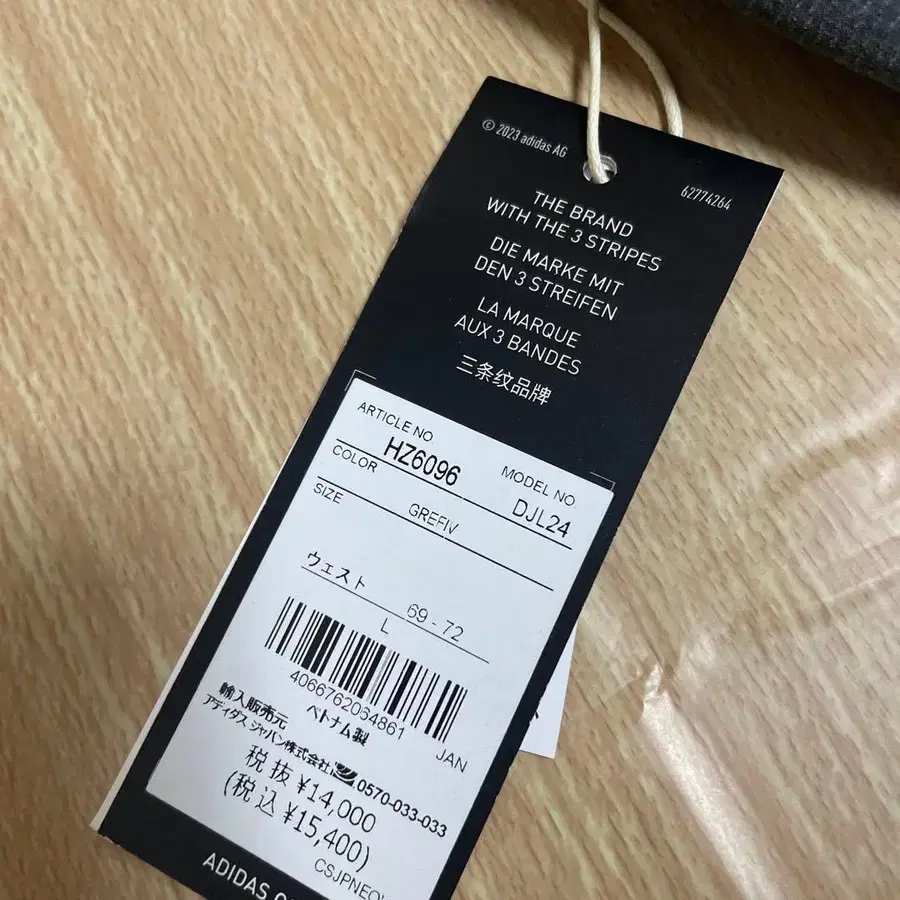 © 2023 adidas AG
62774264
THE BRAND
WITH THE 3 STRIPES
DIE MARKE MIT
DEN 3 STREIFEN
LA MARQUE
AUX 3 BANDES
三条纹品牌
ARTICLE NO
MODEL NO
HZ6096
DJL24
COLOR
GREFIV
SIZE
ウェスト
69 - 72
L
4066762064861
JAN
ベトナム製
輸入販売元
アディダス ジャパン株式会社 0570-033-033
税 抜 ¥14,000
(税 込 ¥15,400)
ADIDAS